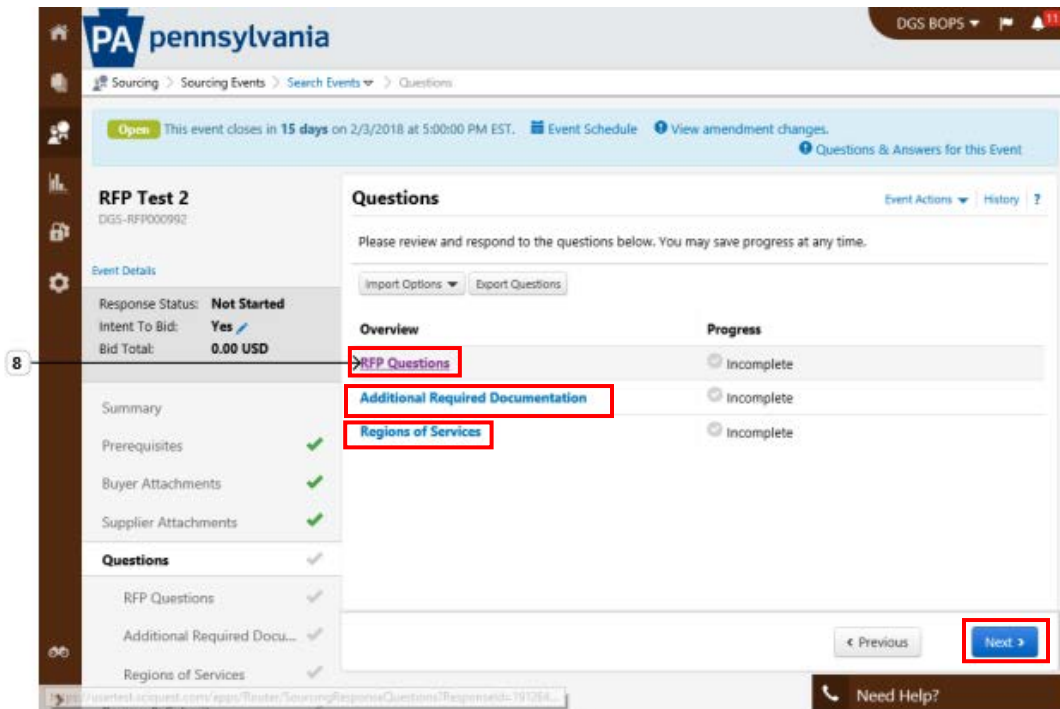 PA pennsylvania
DGS BOPS
11
Sourcing > Sourcing Events > Search Events > Questions
Open This event closes in 15 days on 2/3/2018 at 5:00:00 PM EST. Event Schedule View amendment changes.
Questions & Answers for this Event
RFP Test 2
DGS-RFP000992
Event Details
Response Status: Not Started
Intent To Bid: Yes
Bid Total: 0.00 USD
Summary
Prerequisites
Buyer Attachments
Supplier Attachments
Questions
RFP Questions
Additional Required Docu...
Regions of Services
Questions
Event Actions History ?
Please review and respond to the questions below. You may save progress at any time.
Import Options Export Questions
Overview Progress
8
RFP Questions Incomplete
Additional Required Documentation Incomplete
Regions of Services Incomplete
< Previous Next >
Need Help?